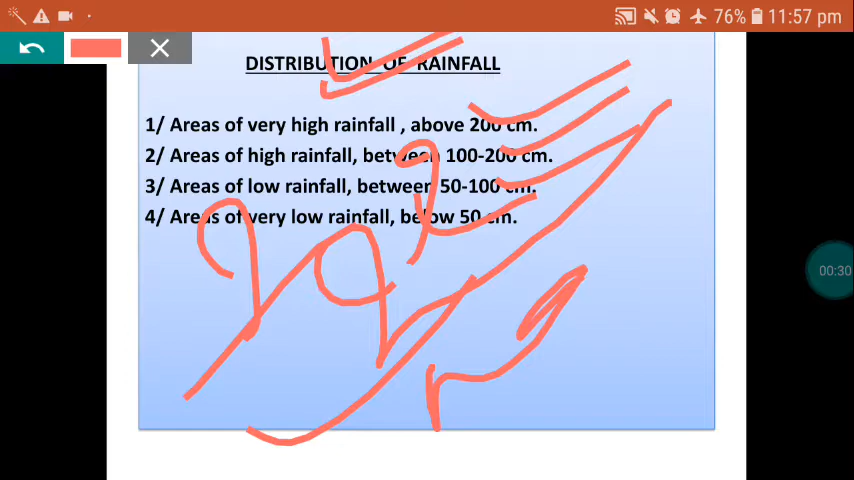 76% 11:57 pm
DISTRIBUTION OF RAINFALL
1/ Areas of very high rainfall , above 200 cm.
2/ Areas of high rainfall, between 100-200 cm.
3/ Areas of low rainfall, between 50-100 cm.
4/ Areas of very low rainfall, below 50 cm.
00:30